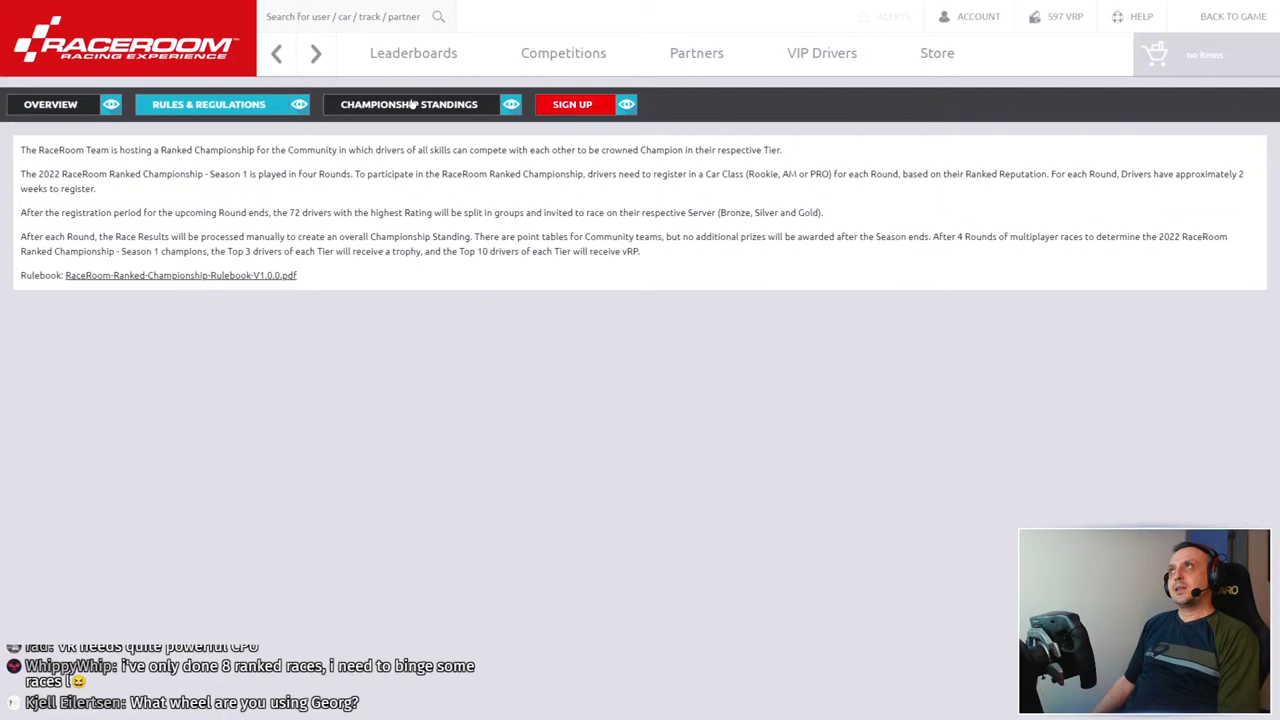 RACEROOM
RACING EXPERIENCE
Search for user / car / track / partner
ALERTS
ACCOUNT
597 VRP
HELP
BACK TO GAME
Leaderboards
Competitions
Partners
VIP Drivers
Store
no items
OVERVIEW
RULES & REGULATIONS
CHAMPIONSHIP STANDINGS
SIGN UP
The RaceRoom Team is hosting a Ranked Championship for the Community in which drivers of all skills can compete with each other to be crowned Champion in their respective Tier.
The 2022 RaceRoom Ranked Championship - Season 1 is played in four Rounds. To participate in the RaceRoom Ranked Championship, drivers need to register in a Car Class (Rookie, AM or PRO) for each Round, based on their Ranked Reputation. For each Round, Drivers have approximately 2
weeks to register.
After the registration period for the upcoming Round ends, the 72 drivers with the highest Rating will be split in groups and invited to race on their respective Server (Bronze, Silver and Gold).
After each Round, the Race Results will be processed manually to create an overall Championship Standing. There are point tables for Community teams, but no additional prizes will be awarded after the Season ends. After 4 Rounds of multiplayer races to determine the 2022 RaceRoom
Ranked Championship - Season 1 champions, the Top 3 drivers of each Tier will receive a trophy, and the Top 10 drivers of each Tier will receive vRP.
Rulebook: RaceRoom-Ranked-Championship-Rulebook-V1.0.0.pdf
VR needs quite powerful CPU
WhippyWhip: i've only done 8 ranked races, i need to binge some
races l😆
Kjell Eilertsen: What wheel are you using Georg?